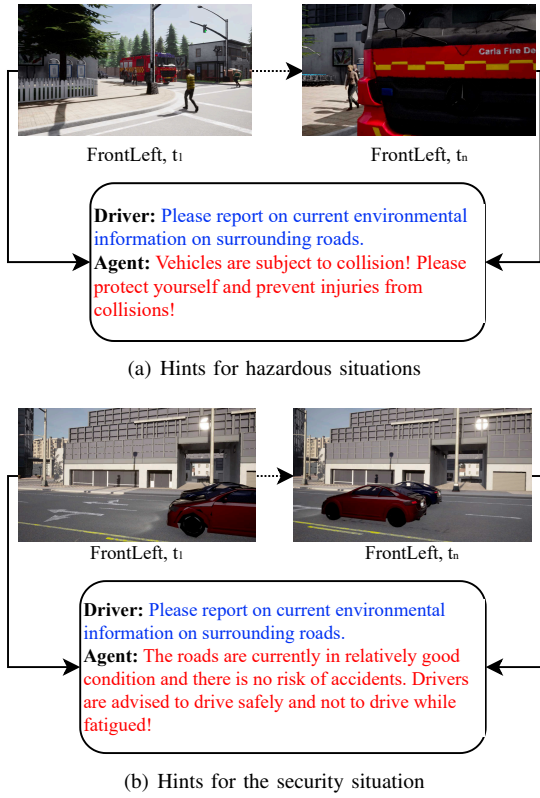 Carla Fire De
FrontLeft, t1
FrontLeft, tn
Driver: Please report on current environmental
information on surrounding roads.
Agent: Vehicles are subject to collision! Please
protect yourself and prevent injuries from
collisions!
(a) Hints for hazardous situations
FrontLeft, t1
FrontLeft, tn
Driver: Please report on current environmental
information on surrounding roads.
Agent: The roads are currently in relatively good
condition and there is no risk of accidents. Drivers
are advised to drive safely and not to drive while
fatigued!
(b) Hints for the security situation